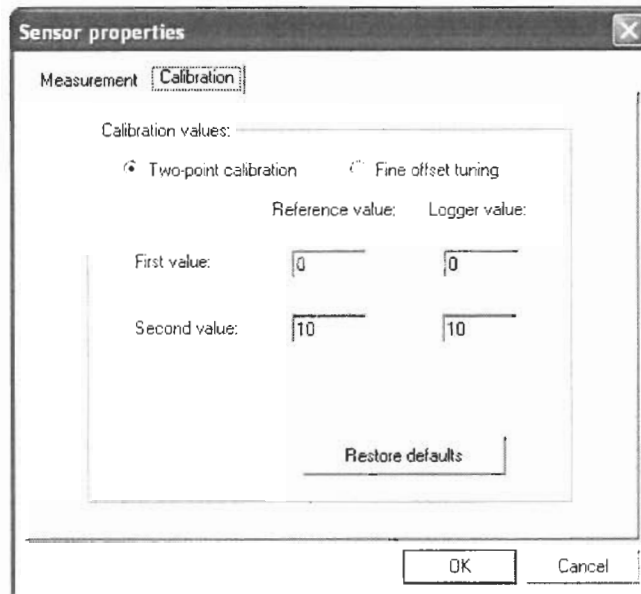 Sensor properties
Measurement Calibration
Calibration values:
Two-point calibration Fine offset tuning
Reference value: Logger value:
First value: 0 0
Second value: 10 10
Restore defaults
OK Cancel